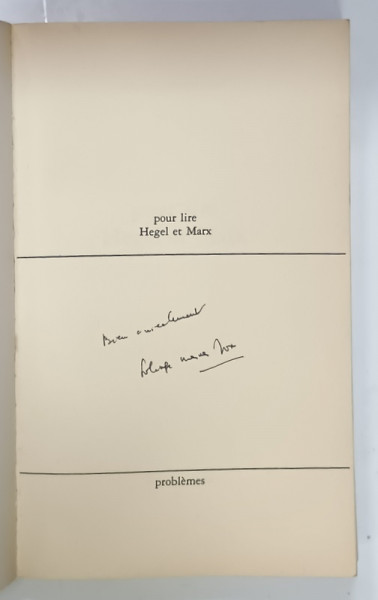 pour lire
Hegel et Marx
Bien amicalement
problèmes